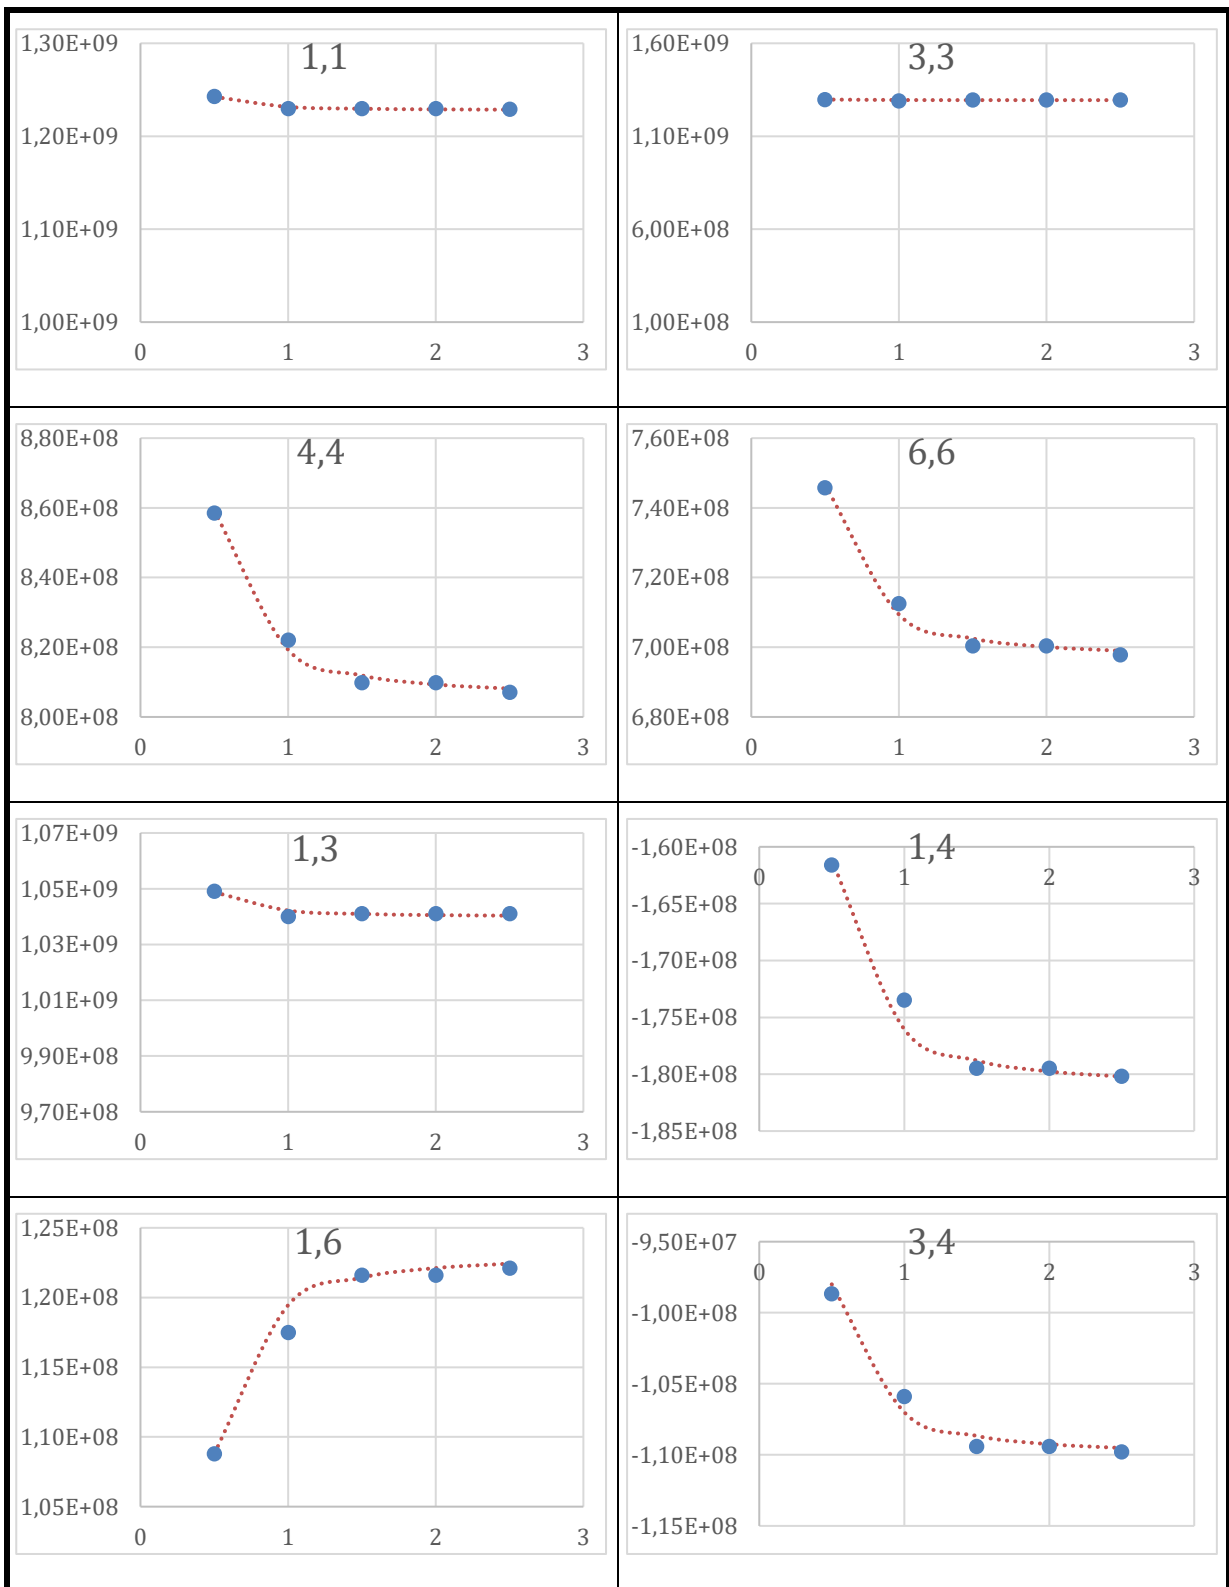 1,1
1,30E+09
1,20E+09
1,10E+09
1,00E+09
0 1 2 3
3,3
1,60E+09
1,10E+09
6,00E+08
1,00E+08
0 1 2 3
4,4
8,80E+08
8,60E+08
8,40E+08
8,20E+08
8,00E+08
0 1 2 3
6,6
7,60E+08
7,40E+08
7,20E+08
7,00E+08
6,80E+08
0 1 2 3
1,3
1,07E+09
1,05E+09
1,03E+09
1,01E+09
9,90E+08
9,70E+08
0 1 2 3
1,4
-1,60E+08
0 1 2 3
-1,65E+08
-1,70E+08
-1,75E+08
-1,80E+08
-1,85E+08
1,6
1,25E+08
1,20E+08
1,15E+08
1,10E+08
1,05E+08
0 1 2 3
3,4
-9,50E+07
0 1 2 3
-1,00E+08
-1,05E+08
-1,10E+08
-1,15E+08